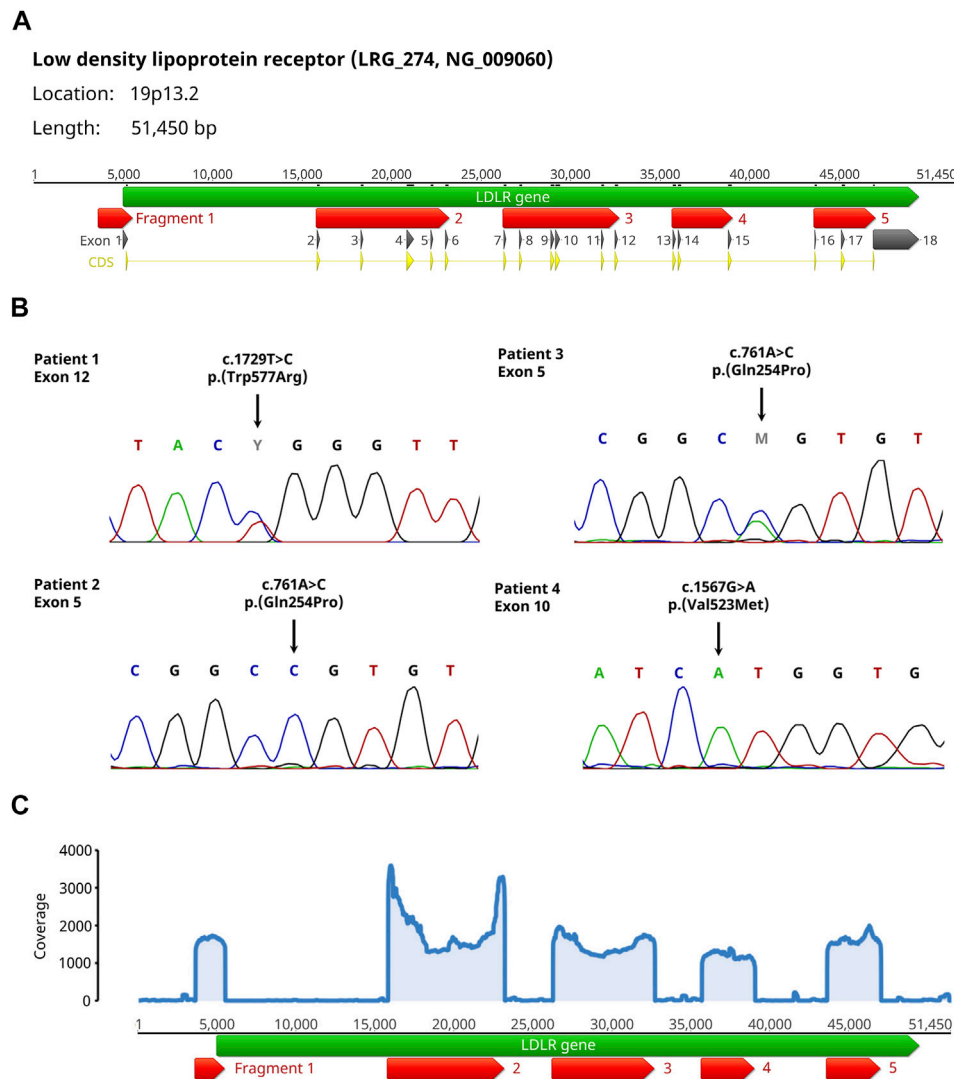 A
Low density lipoprotein receptor (LRG_274, NG_009060)
Location: 19p13.2
Length: 51,450 bp
1 5,000 10,000 15,000 20,000 25,000 30,000 35,000 40,000 45,000 51,450
LDLR gene
Fragment 1 2 3 4 5
Exon 1 2 3 4 5 6 7 8 9 10 11 12 13 14 15 16 17 18
CDS
B
Patient 1
Exon 12
c.1729T>C
p.(Trp577Arg)
T A C Y G G G T T
Patient 3
Exon 5
c.761A>C
p.(Gln254Pro)
C G G C M G T G T
Patient 2
Exon 5
c.761A>C
p.(Gln254Pro)
C G G C C G T G T
Patient 4
Exon 10
c.1567G>A
p.(Val523Met)
A T C A T G G T G
C
Coverage
4000
3000
2000
1000
0
1 5,000 10,000 15,000 20,000 25,000 30,000 35,000 40,000 45,000 51,450
LDLR gene
Fragment 1 2 3 4 5